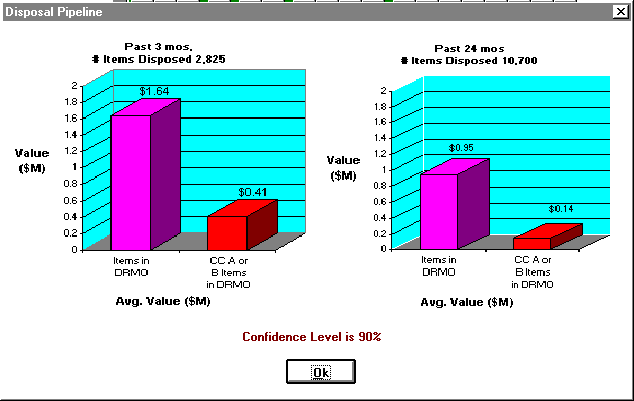 Disposal Pipeline
Past 3 mos,
# Items Disposed 2,825
2
1.8
1.6
1.4
1.2
1
0.8
0.6
0.4
0.2
0
Value
($M)
$1.64
$0.41
Items in
DRMO
CC A or
B Items
in DRMO
Avg. Value ($M)
Past 24 mos
# Items Disposed 10,700
2
1.8
1.6
1.4
1.2
1
0.8
0.6
0.4
0.2
0
Value
($M)
$0.95
$0.14
Items in
DRMO
CC A or
B Items
in DRMO
Avg. Value ($M)
Confidence Level is 90%
Ok